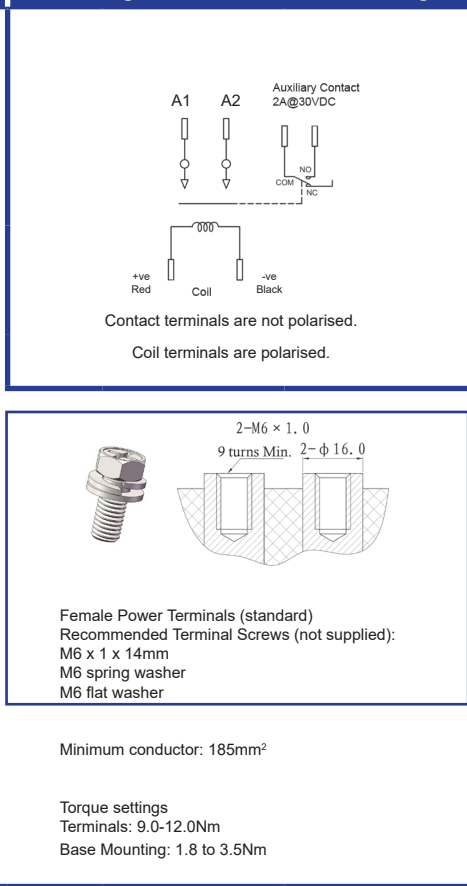 A1 A2
Auxiliary Contact
2A@30VDC
NO
COM
NC
+ve
Red
Coil
-ve
Black
Contact terminals are not polarised.
Coil terminals are polarised.
2-M6 × 1. 0
9 turns Min. 2-ϕ16. 0
Female Power Terminals (standard)
Recommended Terminal Screws (not supplied):
M6 x 1 x 14mm
M6 spring washer
M6 flat washer
Minimum conductor: 185mm²
Torque settings
Terminals: 9.0-12.0Nm
Base Mounting: 1.8 to 3.5Nm